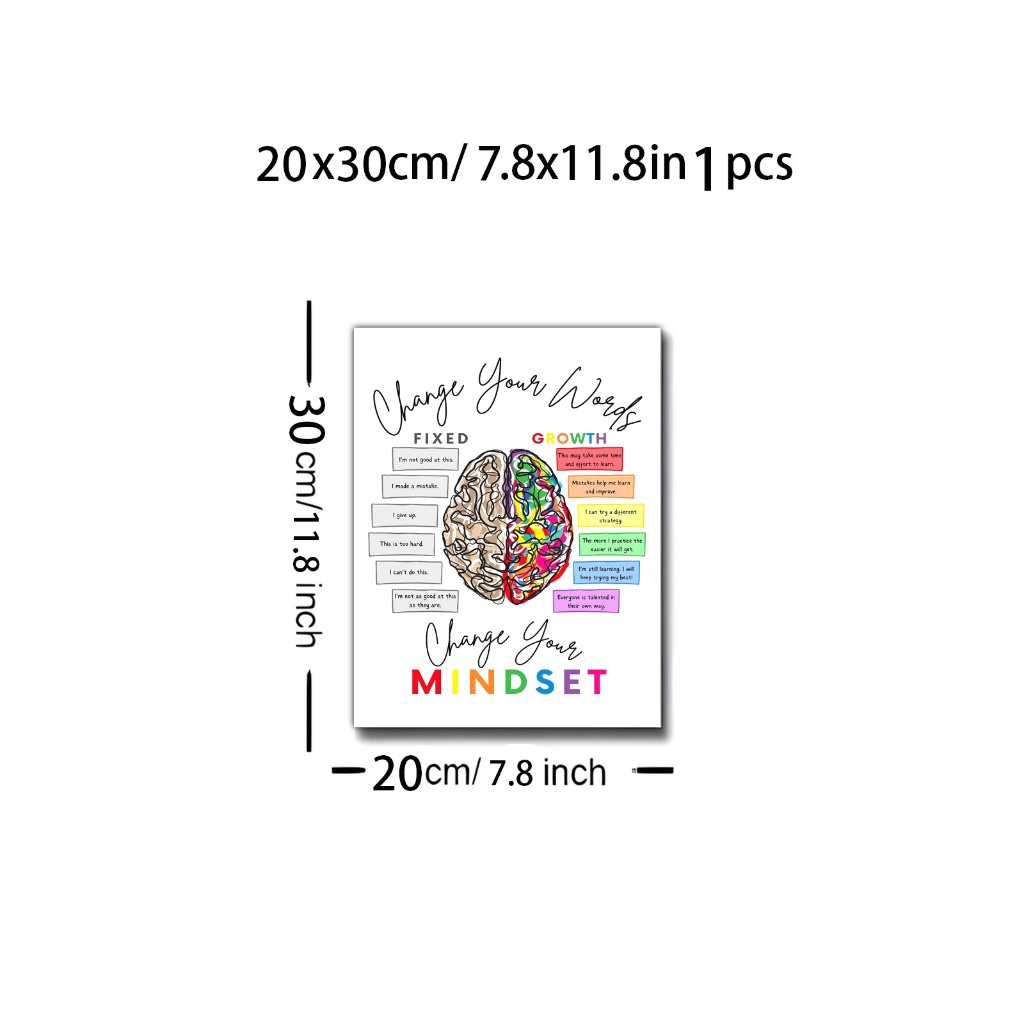 20x30cm/ 7.8x11.8in 1 pcs
30cm/11.8 inch
Change Your Words
FIXED
GROWTH
I'm not good at this.
I made a mistake.
I give up.
This is too hard.
I can't do this.
I'm not as good at this
as they are.
This may take some time
and effort to learn.
Mistakes help me learn
and improve.
I can try a different
strategy.
The more I practice the
easier it will get.
I'm still learning. I will
keep trying my best!
Everyone is talented in
their own way.
Change Your
MINDSET
20cm/ 7.8 inch